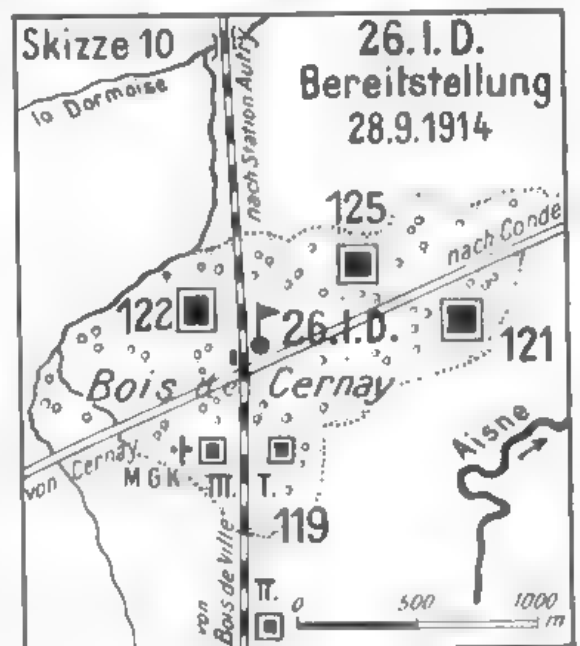 Skizze 10
26. I. D.
Bereitstellung
28.9.1914
la Dormoise
nach Station Autry
125
nach Conde
122
26. I. D.
121
Bois de Cernay
Aisne
von Cernay
MGK
III.
I.
119
von
Bois de Ville
II.
0 500 1000
m